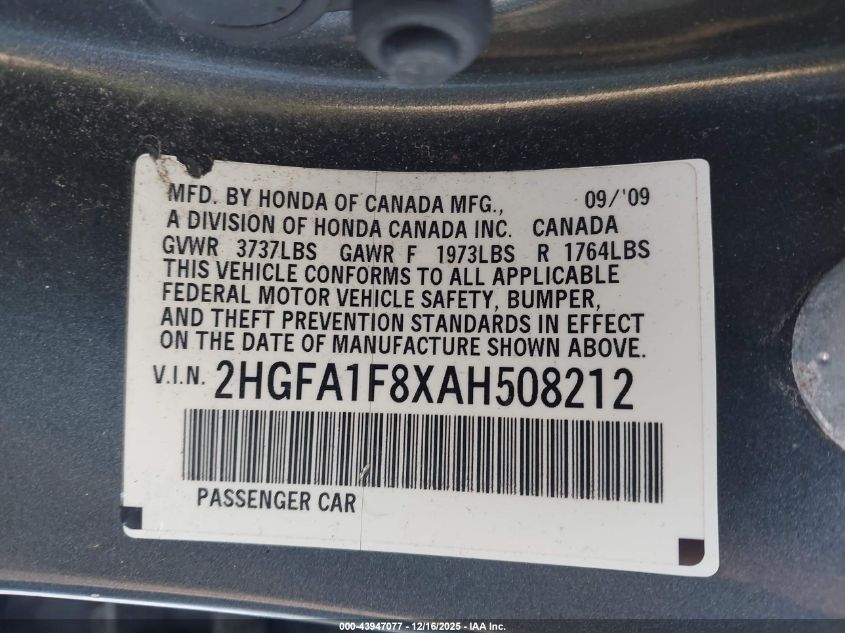 MFD. BY HONDA OF CANADA MFG., 09/'09
A DIVISION OF HONDA CANADA INC. CANADA
GVWR 3737LBS GAWR F 1973LBS R 1764LBS
THIS VEHICLE CONFORMS TO ALL APPLICABLE
FEDERAL MOTOR VEHICLE SAFETY, BUMPER,
AND THEFT PREVENTION STANDARDS IN EFFECT
ON THE DATE OF MANUFACTURE SHOWN ABOVE.
V.I.N. 2HGFA1F8XAH508212
PASSENGER CAR
000-43947077 - 12/16/2025 - IAA Inc.